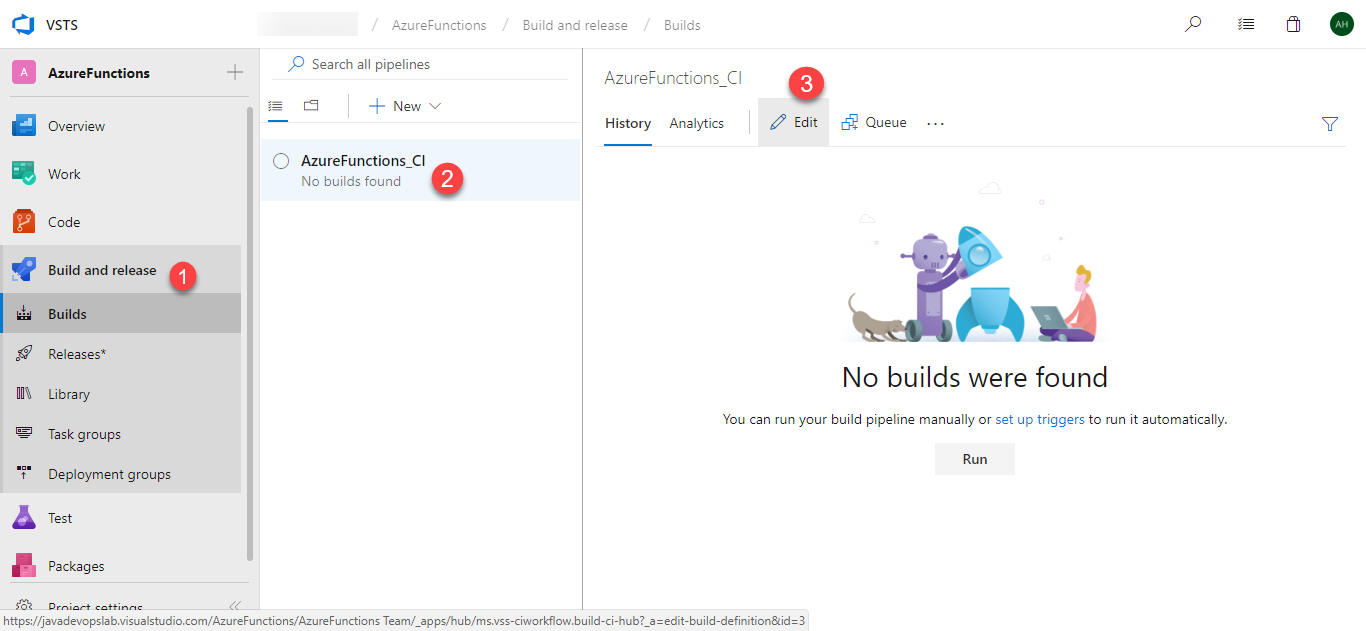 VSTS / AzureFunctions / Build and release / Builds AH
A AzureFunctions
Overview
Work
Code
Build and release 1
Builds
Releases*
Library
Task groups
Deployment groups
Test
Packages
Project settings
Search all pipelines
New
AzureFunctions_CI
No builds found 2
AzureFunctions_CI 3
History Analytics Edit Queue ...
No builds were found
You can run your build pipeline manually or set up triggers to run it automatically.
Run
https://javadevopslab.visualstudio.com/AzureFunctions/AzureFunctions Team/_apps/hub/ms.vss-ciworkflow.build-ci-hub?_a=edit-build-definition&id=3